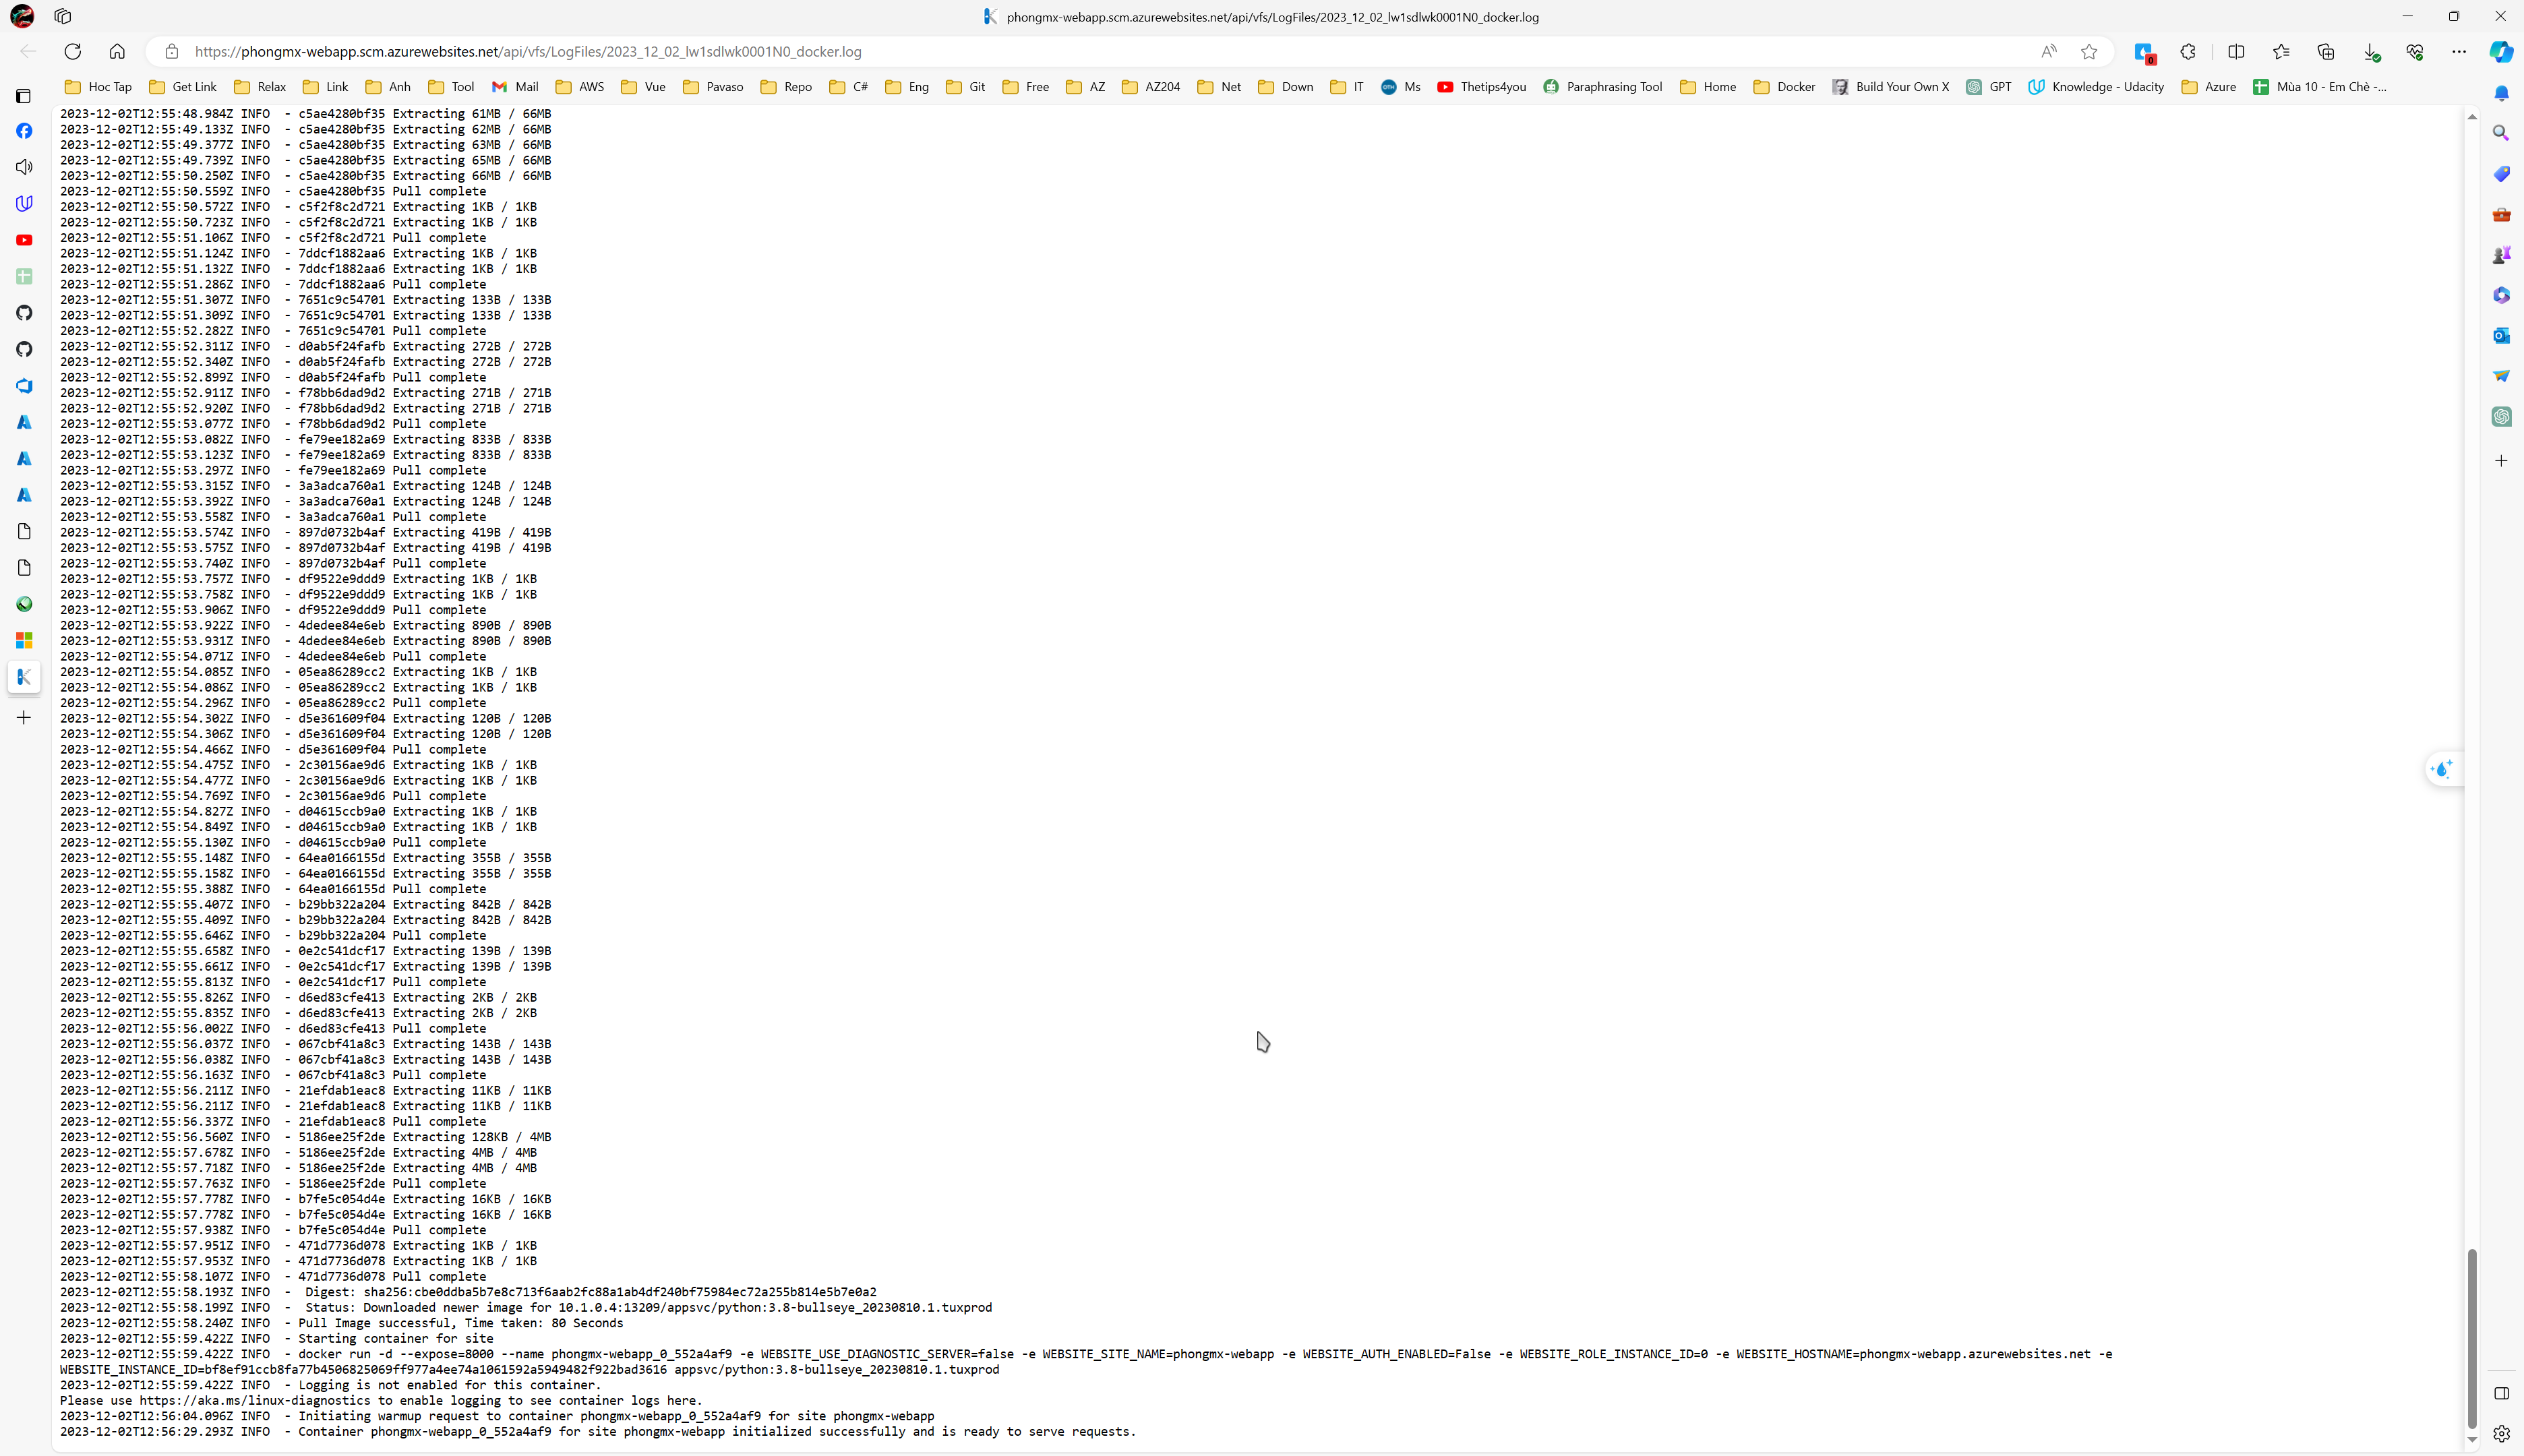 phongmx-webapp.scm.azurewebsites.net/api/vfs/LogFiles/2023_12_02_lw1sdlwk0001N0_docker.log
https://phongmx-webapp.scm.azurewebsites.net/api/vfs/LogFiles/2023_12_02_lw1sdlwk0001N0_docker.log
Hoc Tap Get Link Relax Link Anh Tool Mail AWS Vue Pavaso Repo C# Eng Git Free AZ AZ204 Net Down IT Ms Thetips4you Paraphrasing Tool Home Docker Build Your Own X GPT Knowledge - Udacity Azure Mùa 10 - Em Chè -...
2023-12-02T12:55:48.984Z INFO  - c5ae4280bf35 Extracting 61MB / 66MB
2023-12-02T12:55:49.133Z INFO  - c5ae4280bf35 Extracting 62MB / 66MB
2023-12-02T12:55:49.377Z INFO  - c5ae4280bf35 Extracting 63MB / 66MB
2023-12-02T12:55:49.739Z INFO  - c5ae4280bf35 Extracting 65MB / 66MB
2023-12-02T12:55:50.250Z INFO  - c5ae4280bf35 Extracting 66MB / 66MB
2023-12-02T12:55:50.559Z INFO  - c5ae4280bf35 Pull complete
2023-12-02T12:55:50.572Z INFO  - c5f2f8c2d721 Extracting 1KB / 1KB
2023-12-02T12:55:50.723Z INFO  - c5f2f8c2d721 Extracting 1KB / 1KB
2023-12-02T12:55:51.106Z INFO  - c5f2f8c2d721 Pull complete
2023-12-02T12:55:51.124Z INFO  - 7ddcf1882aa6 Extracting 1KB / 1KB
2023-12-02T12:55:51.132Z INFO  - 7ddcf1882aa6 Extracting 1KB / 1KB
2023-12-02T12:55:51.286Z INFO  - 7ddcf1882aa6 Pull complete
2023-12-02T12:55:51.307Z INFO  - 7651c9c54701 Extracting 133B / 133B
2023-12-02T12:55:51.309Z INFO  - 7651c9c54701 Extracting 133B / 133B
2023-12-02T12:55:52.282Z INFO  - 7651c9c54701 Pull complete
2023-12-02T12:55:52.311Z INFO  - d0ab5f24fafb Extracting 272B / 272B
2023-12-02T12:55:52.340Z INFO  - d0ab5f24fafb Extracting 272B / 272B
2023-12-02T12:55:52.899Z INFO  - d0ab5f24fafb Pull complete
2023-12-02T12:55:52.911Z INFO  - f78bb6dad9d2 Extracting 271B / 271B
2023-12-02T12:55:52.920Z INFO  - f78bb6dad9d2 Extracting 271B / 271B
2023-12-02T12:55:53.077Z INFO  - f78bb6dad9d2 Pull complete
2023-12-02T12:55:53.082Z INFO  - fe79ee182a69 Extracting 833B / 833B
2023-12-02T12:55:53.123Z INFO  - fe79ee182a69 Extracting 833B / 833B
2023-12-02T12:55:53.297Z INFO  - fe79ee182a69 Pull complete
2023-12-02T12:55:53.315Z INFO  - 3a3adca760a1 Extracting 124B / 124B
2023-12-02T12:55:53.392Z INFO  - 3a3adca760a1 Extracting 124B / 124B
2023-12-02T12:55:53.558Z INFO  - 3a3adca760a1 Pull complete
2023-12-02T12:55:53.574Z INFO  - 897d0732b4af Extracting 419B / 419B
2023-12-02T12:55:53.575Z INFO  - 897d0732b4af Extracting 419B / 419B
2023-12-02T12:55:53.740Z INFO  - 897d0732b4af Pull complete
2023-12-02T12:55:53.757Z INFO  - df9522e9ddd9 Extracting 1KB / 1KB
2023-12-02T12:55:53.758Z INFO  - df9522e9ddd9 Extracting 1KB / 1KB
2023-12-02T12:55:53.906Z INFO  - df9522e9ddd9 Pull complete
2023-12-02T12:55:53.922Z INFO  - 4dedee84e6eb Extracting 890B / 890B
2023-12-02T12:55:53.931Z INFO  - 4dedee84e6eb Extracting 890B / 890B
2023-12-02T12:55:54.071Z INFO  - 4dedee84e6eb Pull complete
2023-12-02T12:55:54.085Z INFO  - 05ea86289cc2 Extracting 1KB / 1KB
2023-12-02T12:55:54.086Z INFO  - 05ea86289cc2 Extracting 1KB / 1KB
2023-12-02T12:55:54.296Z INFO  - 05ea86289cc2 Pull complete
2023-12-02T12:55:54.302Z INFO  - d5e361609f04 Extracting 120B / 120B
2023-12-02T12:55:54.306Z INFO  - d5e361609f04 Extracting 120B / 120B
2023-12-02T12:55:54.466Z INFO  - d5e361609f04 Pull complete
2023-12-02T12:55:54.475Z INFO  - 2c30156ae9d6 Extracting 1KB / 1KB
2023-12-02T12:55:54.477Z INFO  - 2c30156ae9d6 Extracting 1KB / 1KB
2023-12-02T12:55:54.769Z INFO  - 2c30156ae9d6 Pull complete
2023-12-02T12:55:54.827Z INFO  - d04615ccb9a0 Extracting 1KB / 1KB
2023-12-02T12:55:54.849Z INFO  - d04615ccb9a0 Extracting 1KB / 1KB
2023-12-02T12:55:55.130Z INFO  - d04615ccb9a0 Pull complete
2023-12-02T12:55:55.148Z INFO  - 64ea0166155d Extracting 355B / 355B
2023-12-02T12:55:55.158Z INFO  - 64ea0166155d Extracting 355B / 355B
2023-12-02T12:55:55.388Z INFO  - 64ea0166155d Pull complete
2023-12-02T12:55:55.407Z INFO  - b29bb322a204 Extracting 842B / 842B
2023-12-02T12:55:55.409Z INFO  - b29bb322a204 Extracting 842B / 842B
2023-12-02T12:55:55.646Z INFO  - b29bb322a204 Pull complete
2023-12-02T12:55:55.658Z INFO  - 0e2c541dcf17 Extracting 139B / 139B
2023-12-02T12:55:55.661Z INFO  - 0e2c541dcf17 Extracting 139B / 139B
2023-12-02T12:55:55.813Z INFO  - 0e2c541dcf17 Pull complete
2023-12-02T12:55:55.826Z INFO  - d6ed83cfe413 Extracting 2KB / 2KB
2023-12-02T12:55:55.835Z INFO  - d6ed83cfe413 Extracting 2KB / 2KB
2023-12-02T12:55:56.002Z INFO  - d6ed83cfe413 Pull complete
2023-12-02T12:55:56.037Z INFO  - 067cbf41a8c3 Extracting 143B / 143B
2023-12-02T12:55:56.038Z INFO  - 067cbf41a8c3 Extracting 143B / 143B
2023-12-02T12:55:56.163Z INFO  - 067cbf41a8c3 Pull complete
2023-12-02T12:55:56.211Z INFO  - 21efdab1eac8 Extracting 11KB / 11KB
2023-12-02T12:55:56.211Z INFO  - 21efdab1eac8 Extracting 11KB / 11KB
2023-12-02T12:55:56.337Z INFO  - 21efdab1eac8 Pull complete
2023-12-02T12:55:56.560Z INFO  - 5186ee25f2de Extracting 128KB / 4MB
2023-12-02T12:55:57.678Z INFO  - 5186ee25f2de Extracting 4MB / 4MB
2023-12-02T12:55:57.718Z INFO  - 5186ee25f2de Extracting 4MB / 4MB
2023-12-02T12:55:57.763Z INFO  - 5186ee25f2de Pull complete
2023-12-02T12:55:57.778Z INFO  - b7fe5c054d4e Extracting 16KB / 16KB
2023-12-02T12:55:57.778Z INFO  - b7fe5c054d4e Extracting 16KB / 16KB
2023-12-02T12:55:57.938Z INFO  - b7fe5c054d4e Pull complete
2023-12-02T12:55:57.951Z INFO  - 471d7736d078 Extracting 1KB / 1KB
2023-12-02T12:55:57.953Z INFO  - 471d7736d078 Extracting 1KB / 1KB
2023-12-02T12:55:58.107Z INFO  - 471d7736d078 Pull complete
2023-12-02T12:55:58.193Z INFO  -  Digest: sha256:cbe0ddba5b7e8c713f6aab2fc88a1ab4df240bf75984ec72a255b814e5b7e0a2
2023-12-02T12:55:58.199Z INFO  -  Status: Downloaded newer image for 10.1.0.4:13209/appsvc/python:3.8-bullseye_20230810.1.tuxprod
2023-12-02T12:55:58.240Z INFO  - Pull Image successful, Time taken: 80 Seconds
2023-12-02T12:55:59.422Z INFO  - Starting container for site
2023-12-02T12:55:59.422Z INFO  - docker run -d --expose=8000 --name phongmx-webapp_0_552a4af9 -e WEBSITE_USE_DIAGNOSTIC_SERVER=false -e WEBSITE_SITE_NAME=phongmx-webapp -e WEBSITE_AUTH_ENABLED=False -e WEBSITE_ROLE_INSTANCE_ID=0 -e WEBSITE_HOSTNAME=phongmx-webapp.azurewebsites.net -e
WEBSITE_INSTANCE_ID=bf8ef91ccb8fa77b4506825069ff977a4ee74a1061592a5949482f922bad3616 appsvc/python:3.8-bullseye_20230810.1.tuxprod
2023-12-02T12:55:59.422Z INFO  - Logging is not enabled for this container.
Please use https://aka.ms/linux-diagnostics to enable logging to see container logs here.
2023-12-02T12:56:04.096Z INFO  - Initiating warmup request to container phongmx-webapp_0_552a4af9 for site phongmx-webapp
2023-12-02T12:56:29.293Z INFO  - Container phongmx-webapp_0_552a4af9 for site phongmx-webapp initialized successfully and is ready to serve requests.